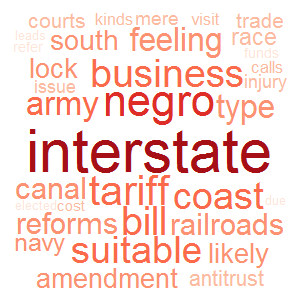 courts kinds mere visit trade
leads south feeling race
refer funds
lock business calls
issue injury
army negro type
interstate
canal tariff coast
elected cost due
reforms bill railroads
navy suitable likely
amendment antitrust